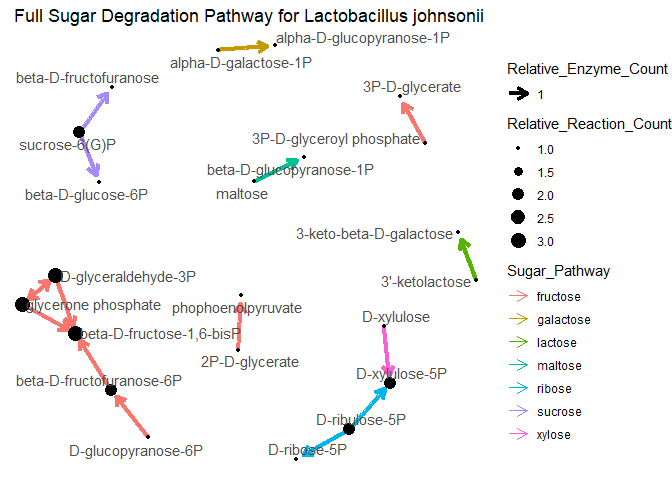 Full Sugar Degradation Pathway for Lactobacillus johnsonii
alpha-D-glucopyranose-1P
alpha-D-galactose-1P
beta-D-fructofuranose
3P-D-glycerate
sucrose-6(G)P
3P-D-glyceroyl phosphate
beta-D-glucopyranose-1P
beta-D-glucose-6P
maltose
3-keto-beta-D-galactose
3'-ketolactose
D-glyceraldehyde-3P
glycerone phosphate
phophoenolpyruvate
beta-D-fructose-1,6-bisP
D-xylulose
2P-D-glycerate
beta-D-fructofuranose-6P
D-xylulose-5P
D-ribulose-5P
D-glucopyranose-6P
D-ribose-5P
Relative_Enzyme_Count
1
Relative_Reaction_Count
1.0
1.5
2.0
2.5
3.0
Sugar_Pathway
fructose
galactose
lactose
maltose
ribose
sucrose
xylose